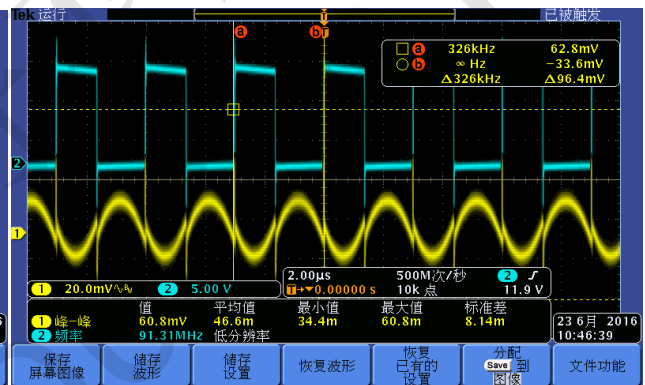 Tek 运行 T 已被触发
a b T
a 326kHz 62.8mV
b ∞ Hz −33.6mV
Δ326kHz Δ96.4mV
2
1
1 20.0mV 2 5.00 V
2.00µs 500M次/秒 2
T→▼0.00000 s 10k 点 11.9 V
值 平均值 最小值 最大值 标准差
1 峰−峰 60.8mV 46.6m 34.4m 60.8m 8.14m
2 频率 91.31MHz 低分辨率
23 6月 2016
10:46:39
保存
屏幕图像
储存
波形
储存
设置
恢复波形
恢复
已有的
设置
分配
Save 到
图像
文件功能